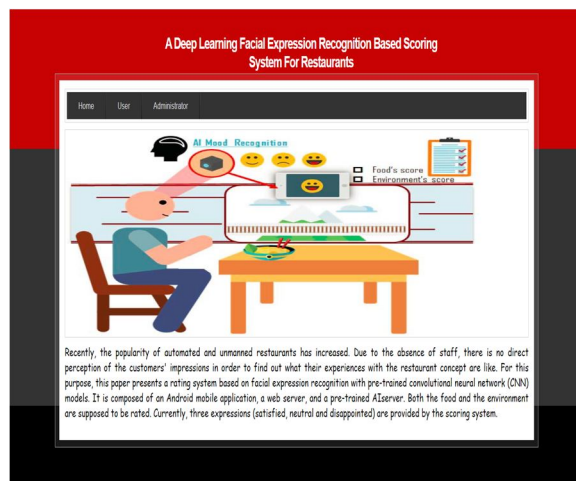 A Deep Learning Facial Expression Recognition Based Scoring
System For Restaurants
Home User Administrator
AI Mood Recognition
Food's score
Environment's score
Recently, the popularity of automated and unmanned restaurants has increased. Due to the absence of staff, there is no direct
perception of the customers' impressions in order to find out what their experiences with the restaurant concept are like. For this
purpose, this paper presents a rating system based on facial expression recognition with pre-trained convolutional neural network (CNN)
models. It is composed of an Android mobile application, a web server, and a pre-trained AIserver. Both the food and the environment
are supposed to be rated. Currently, three expressions (satisfied, neutral and disappointed) are provided by the scoring system.